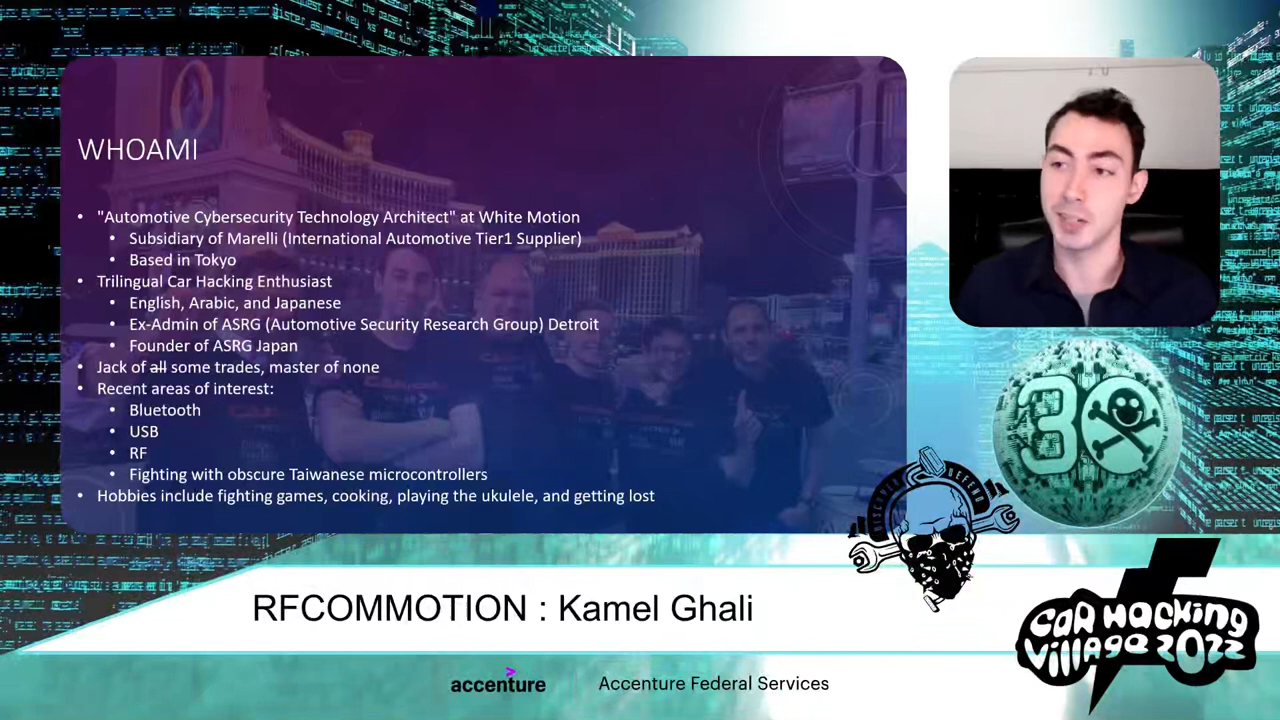 WHOAMI
• "Automotive Cybersecurity Technology Architect" at White Motion
• Subsidiary of Marelli (International Automotive Tier1 Supplier)
• Based in Tokyo
• Trilingual Car Hacking Enthusiast
• English, Arabic, and Japanese
• Ex-Admin of ASRG (Automotive Security Research Group) Detroit
• Founder of ASRG Japan
• Jack of all some trades, master of none
• Recent areas of interest:
• Bluetooth
• USB
• RF
• Fighting with obscure Taiwanese microcontrollers
• Hobbies include fighting games, cooking, playing the ukulele, and getting lost
30
DISCOVER
DEFEND
RFCOMMOTION : Kamel Ghali
CAR HACKING
VILLAGE 2022
accenture
Accenture Federal Services